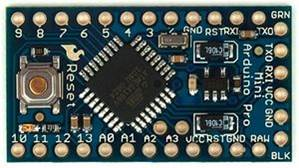 9 8 7 6 5 4 3 2 GND RST RXI TXO GRN
Reset
Arduino Pro
Mini
TXO
RXI
VCC
GND
GND
10 11 12 13 A0 A1 A2 A3 VCC RST GND RAW BLK